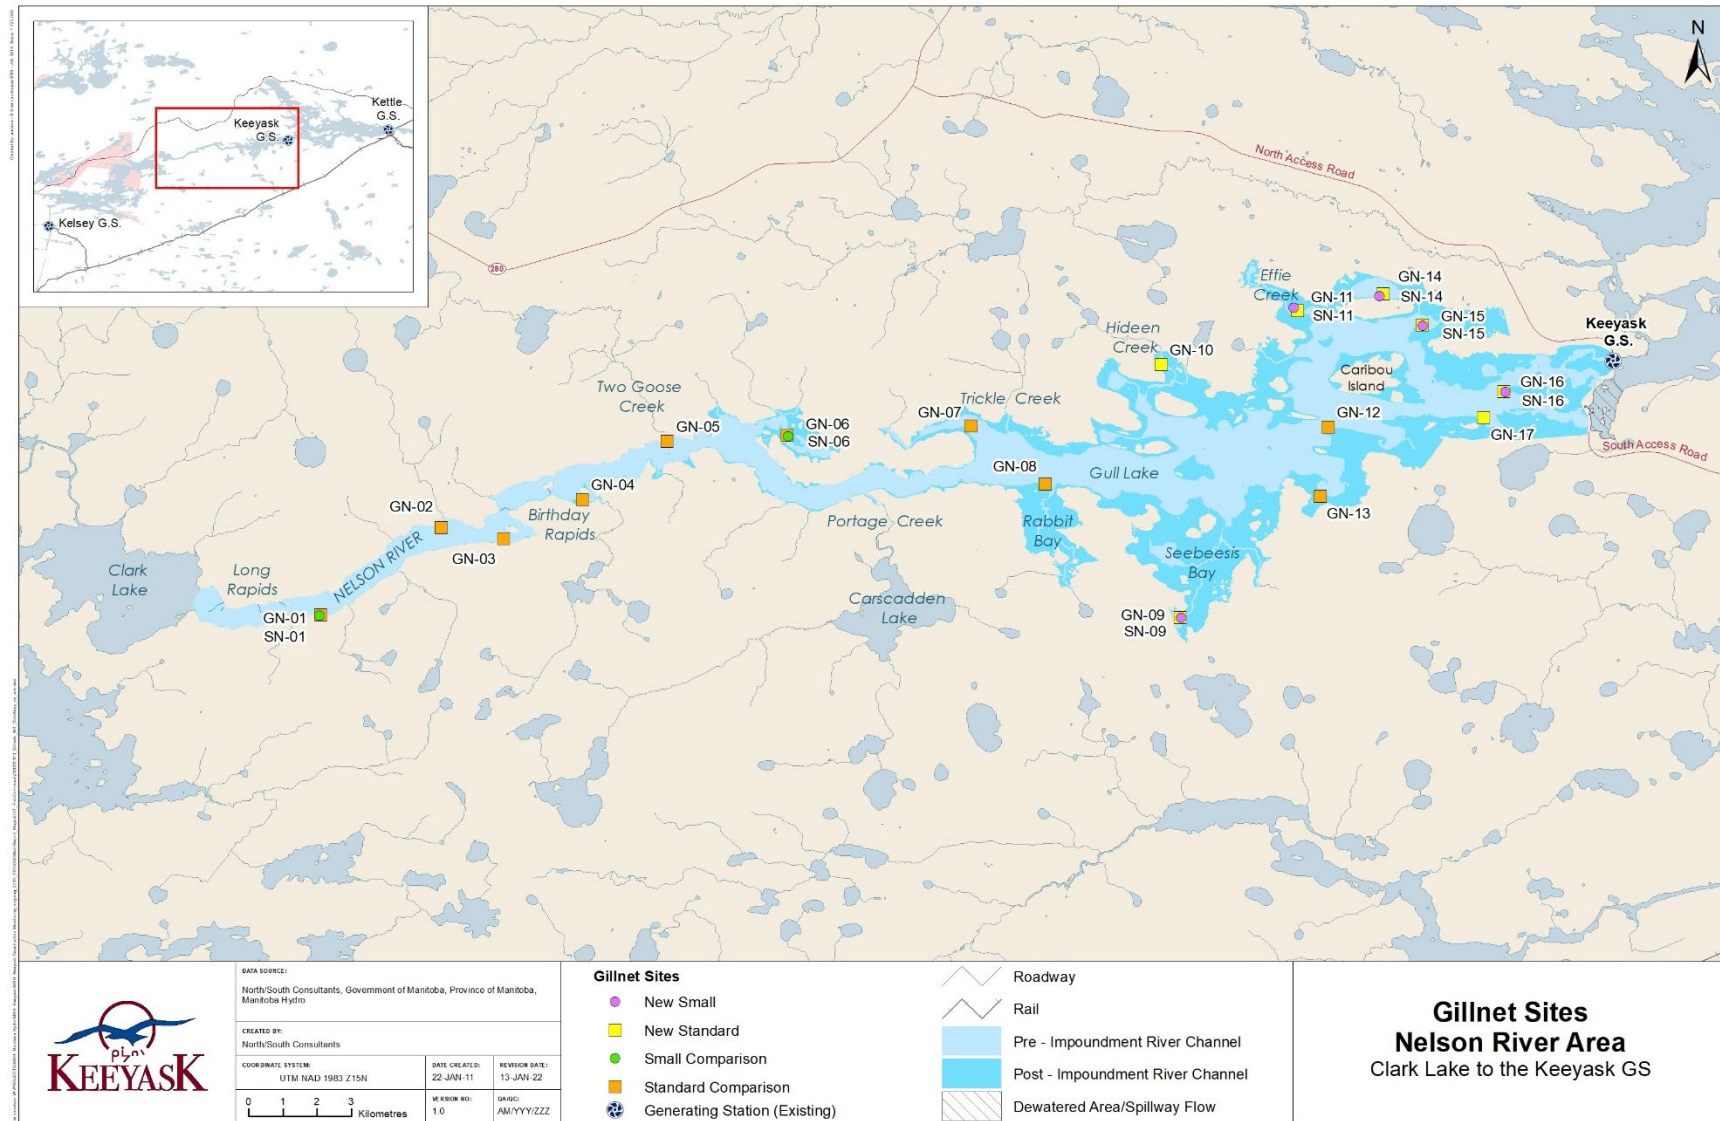 N
Kettle
G.S.
Keeyask
G.S.
Kelsey G.S.
280
North Access Road
Effie
Creek
GN-11
SN-11
GN-14
SN-14
GN-15
SN-15
Keeyask
G.S.
Hideen
Creek
GN-10
Caribou
Island
GN-16
SN-16
GN-12
GN-17
South Access Road
Two Goose
Creek
GN-05
GN-06
SN-06
GN-07
Trickle Creek
GN-08
Gull Lake
GN-13
GN-04
GN-02
Birthday
Rapids
GN-03
NELSON RIVER
Portage Creek
Rabbit
Bay
Seebeesis
Bay
Clark
Lake
Long
Rapids
GN-01
SN-01
Carscadden
Lake
GN-09
SN-09
KEEYASK
DATA SOURCE:
North/South Consultants, Government of Manitoba, Province of Manitoba,
Manitoba Hydro
CREATED BY:
North/South Consultants
COORDINATE SYSTEM:
UTM NAD 1983 Z15N
DATE CREATED:
22-JAN-11
REVISION DATE:
13-JAN-22
0 1 2 3 Kilometres
VERSION NO:
1.0
QA/QC:
AM/YYY/ZZZ
Gillnet Sites
New Small
New Standard
Small Comparison
Standard Comparison
Generating Station (Existing)
Roadway
Rail
Pre - Impoundment River Channel
Post - Impoundment River Channel
Dewatered Area/Spillway Flow
Gillnet Sites
Nelson River Area
Clark Lake to the Keeyask GS